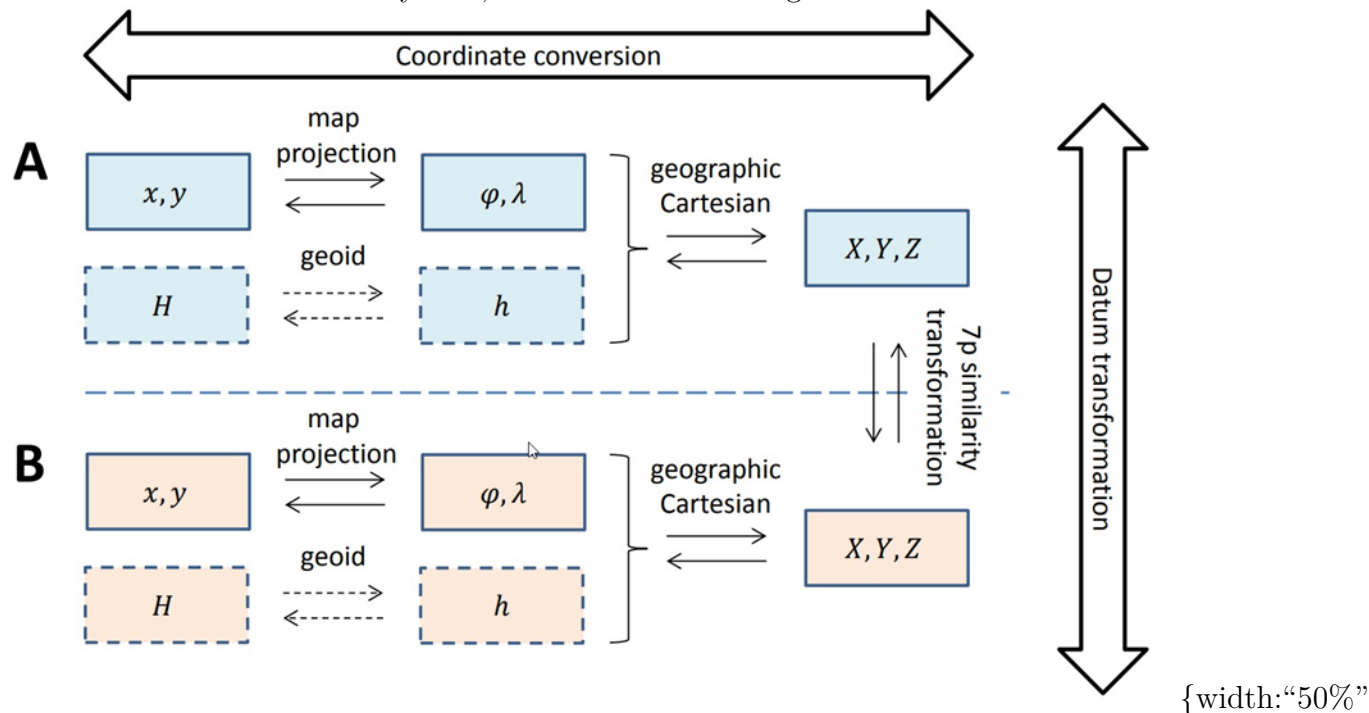 Coordinate conversion
A
map
projection
x, y
φ, λ
geographic
Cartesian
X, Y, Z
geoid
H
h
7p similarity
transformation
Datum transformation
B
map
projection
x, y
φ, λ
geographic
Cartesian
X, Y, Z
geoid
H
h
{width:“50%”